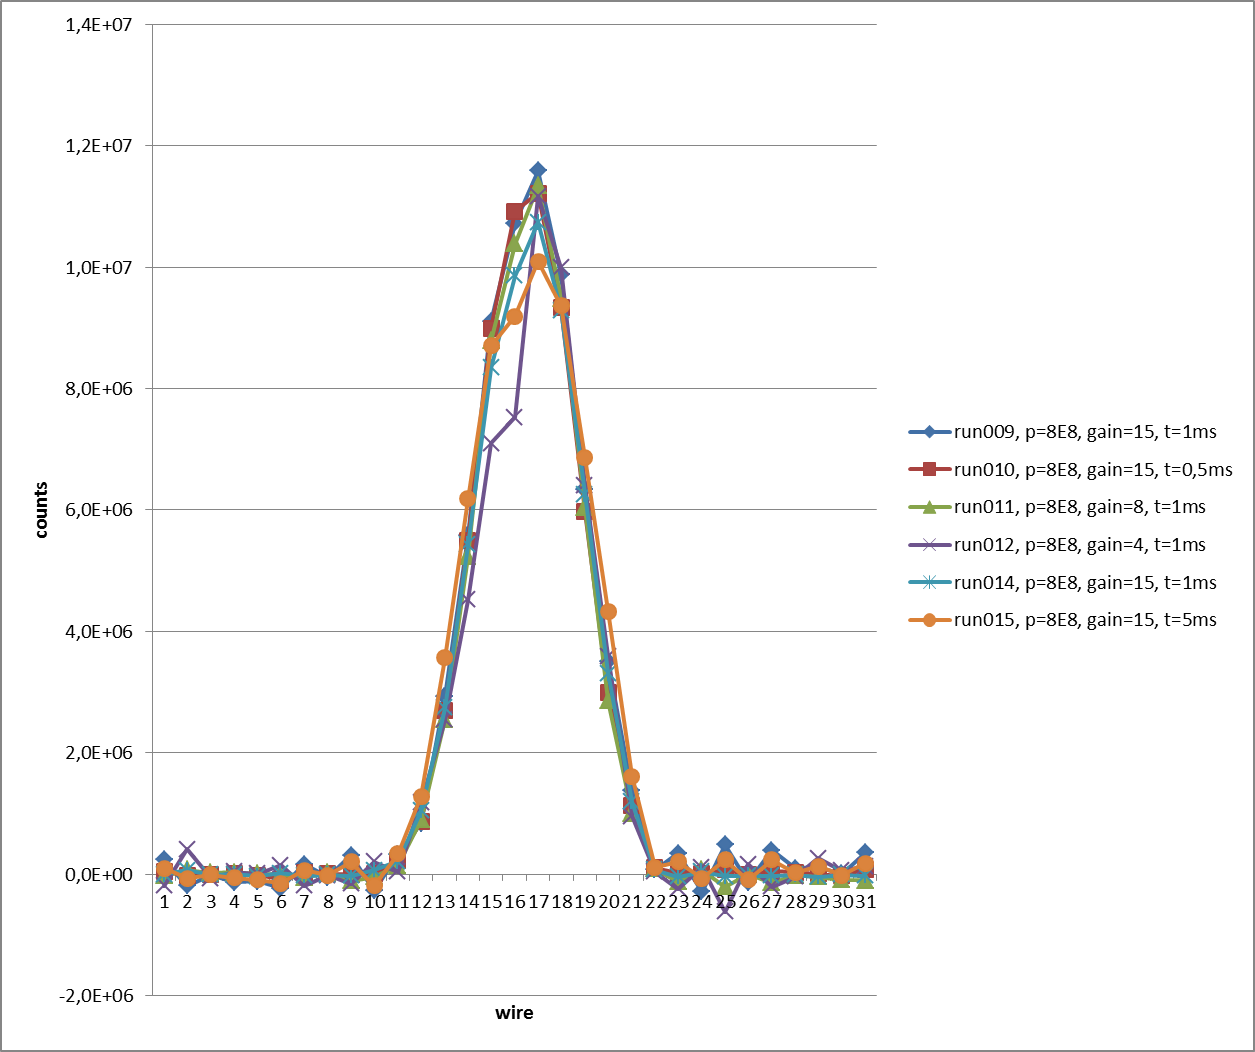 1,4E+07
1,2E+07
1,0E+07
8,0E+06
6,0E+06
4,0E+06
2,0E+06
0,0E+00
-2,0E+06
counts
1 2 3 4 5 6 7 8 9 10 11 12 13 14 15 16 17 18 19 20 21 22 23 24 25 26 27 28 29 30 31
wire
run009, p=8E8, gain=15, t=1ms
run010, p=8E8, gain=15, t=0,5ms
run011, p=8E8, gain=8, t=1ms
run012, p=8E8, gain=4, t=1ms
run014, p=8E8, gain=15, t=1ms
run015, p=8E8, gain=15, t=5ms